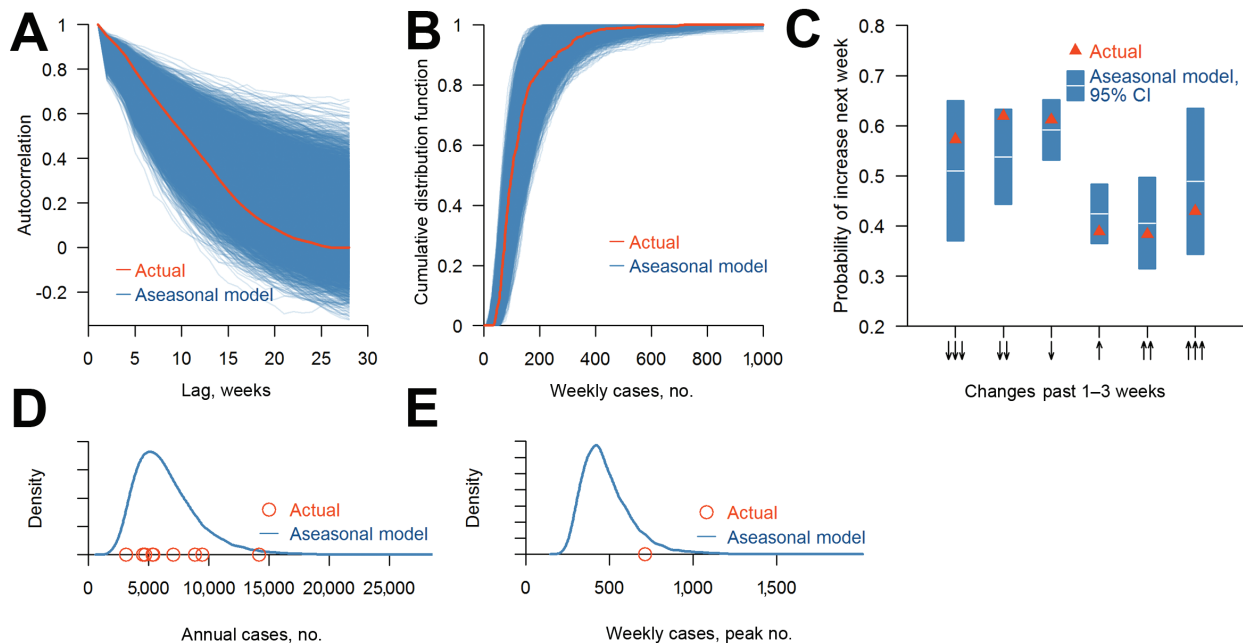 A
Autocorrelation
1
0.8
0.6
0.4
0.2
0
-0.2
Actual
Aseasonal model
0 5 10 15 20 25 30
Lag, weeks
B
Cumulative distribution function
1
0.8
0.6
0.4
0.2
0
Actual
Aseasonal model
0 200 400 600 800 1,000
Weekly cases, no.
C
Probability of increase next week
0.8
0.7
0.6
0.5
0.4
0.3
0.2
Actual
Aseasonal model,
95% CI
↓↓↓ ↓↓ ↓ ↑ ↑↑ ↑↑↑
Changes past 1–3 weeks
D
Density
Actual
Aseasonal model
0 5,000 10,000 15,000 20,000 25,000
Annual cases, no.
E
Density
Actual
Aseasonal model
0 500 1,000 1,500
Weekly cases, peak no.